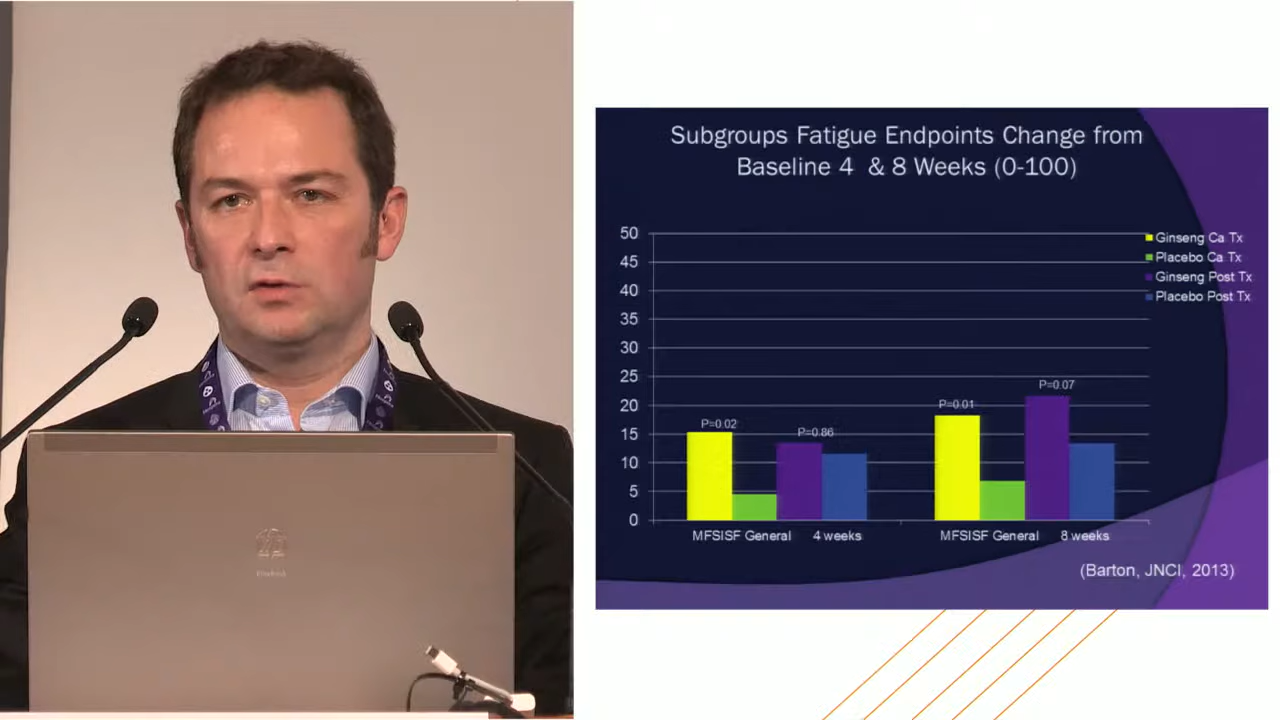 Subgroups Fatigue Endpoints Change from
Baseline 4 & 8 Weeks (0-100)
50
45
40
35
30
25
20
15
10
5
0
Ginseng Ca Tx
Placebo Ca Tx
Ginseng Post Tx
Placebo Post Tx
P=0.02
P=0.86
P=0.01
P=0.07
MFSISF General 4 weeks
MFSISF General 8 weeks
(Barton, JNCI, 2013)